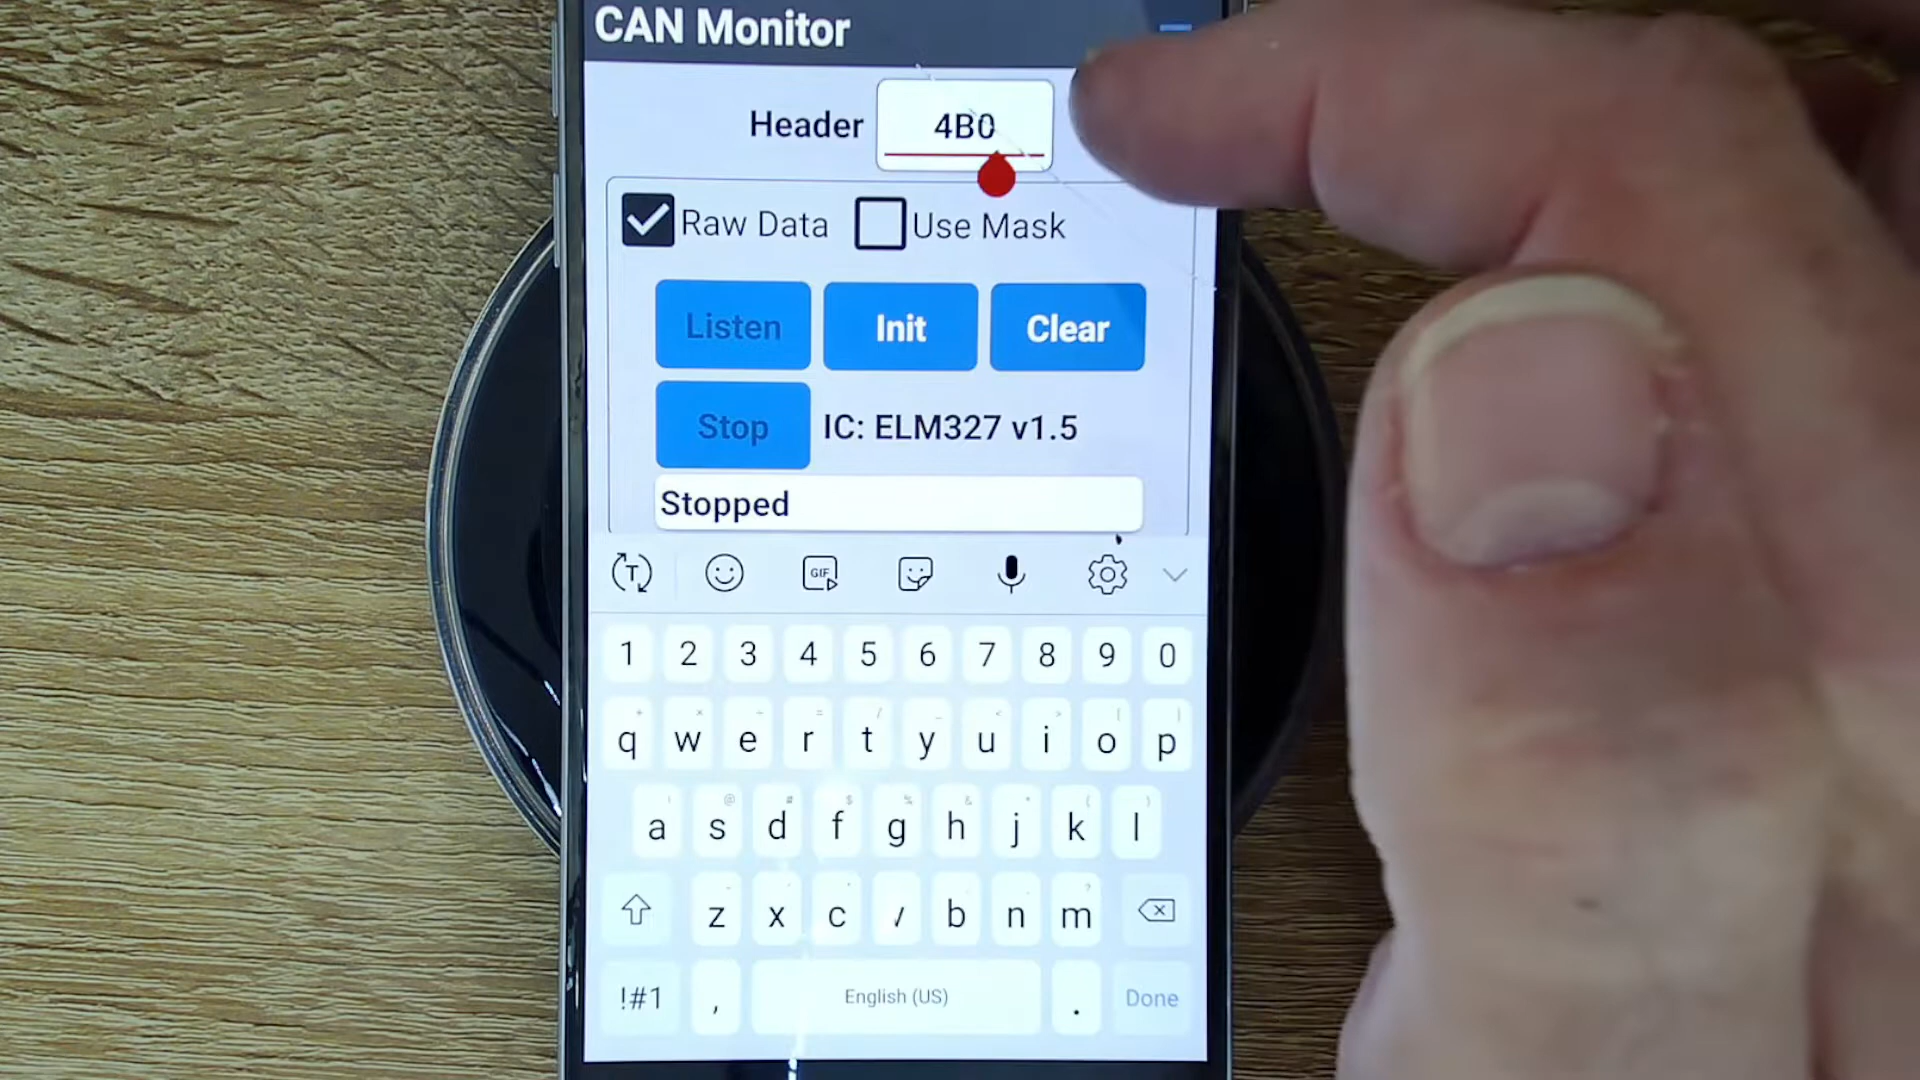 CAN Monitor
Header 4B0
Raw Data Use Mask
Listen Init Clear
Stop IC: ELM327 v1.5
Stopped
T GIF
1 2 3 4 5 6 7 8 9 0
q w e r t y u i o p
a s d f g h j k l
z x c v b n m
!#1 , English (US) . Done